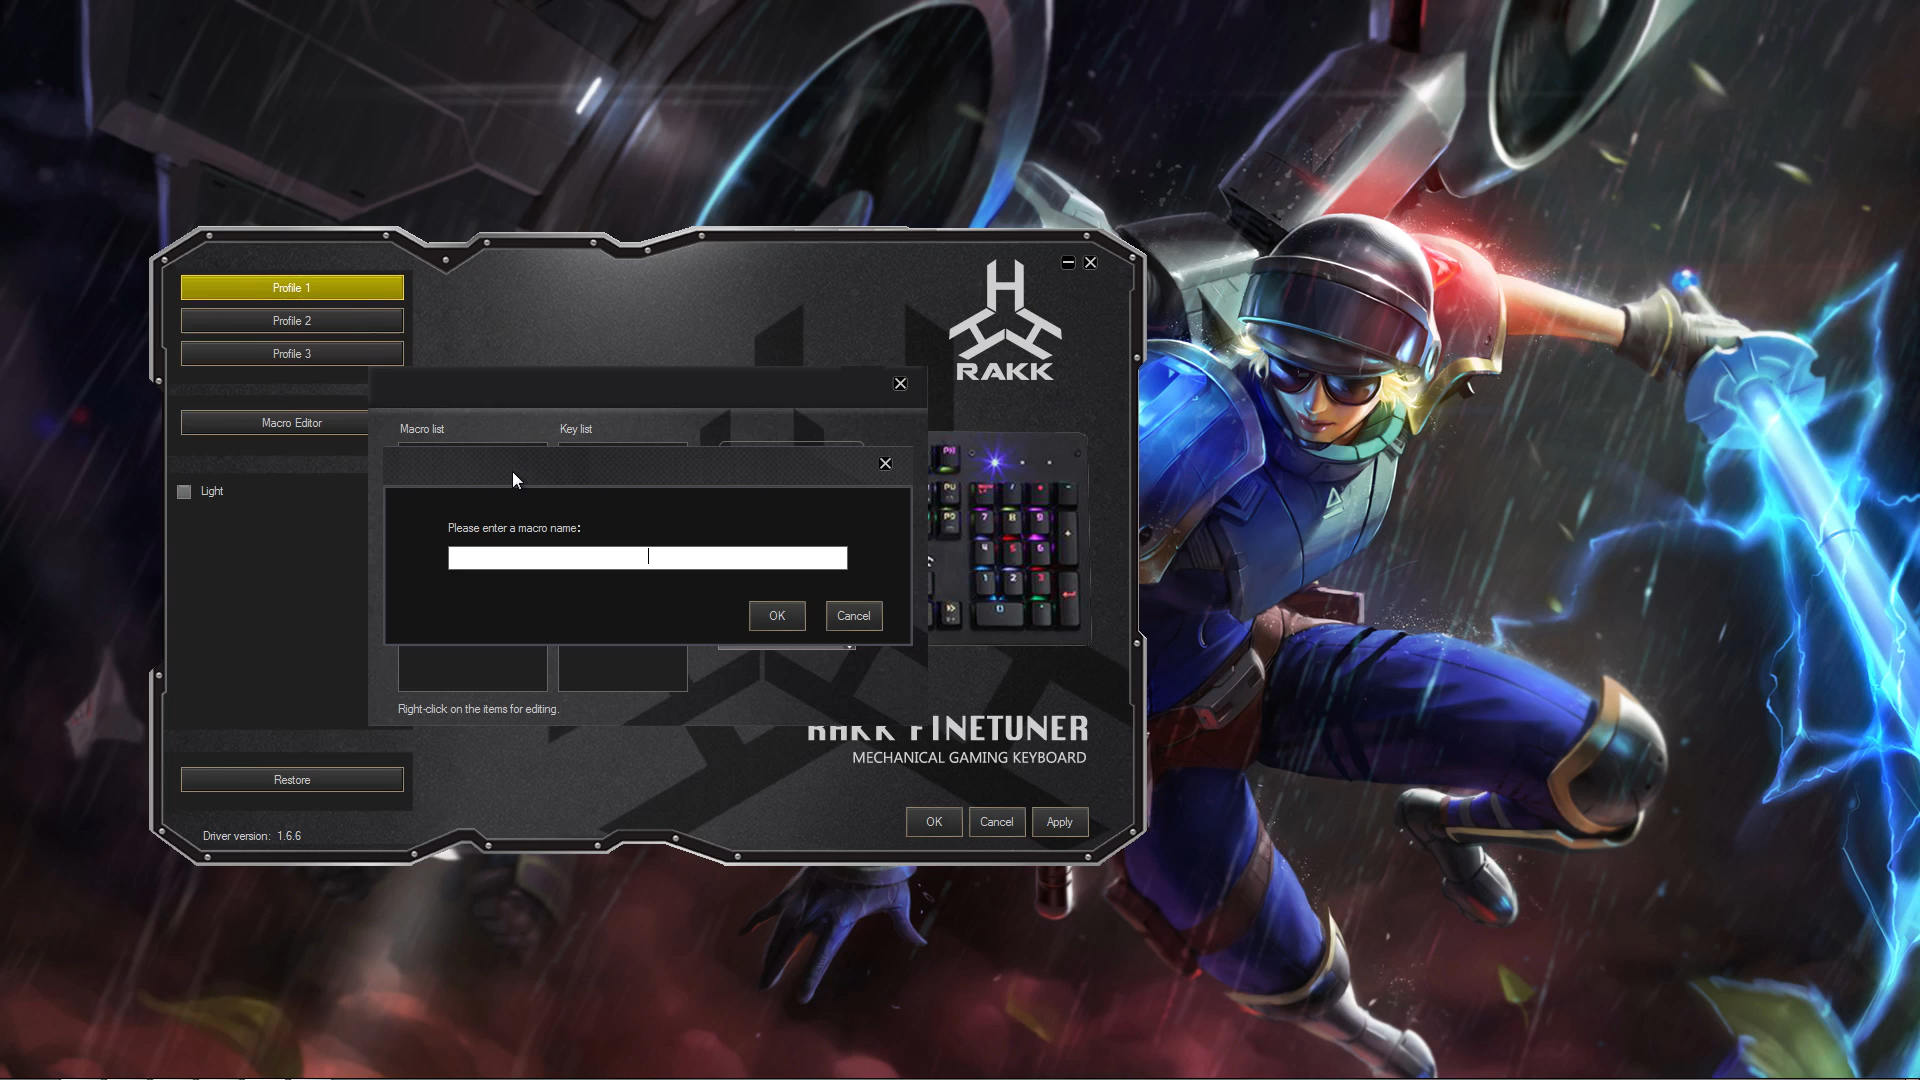 Profile 1
Profile 2
Profile 3
RAKK
Macro Editor
Macro list
Key list
Light
Please enter a macro name:
OK
Cancel
Right-click on the items for editing.
RAKK FINETUNER
MECHANICAL GAMING KEYBOARD
Restore
OK
Cancel
Apply
Driver version: 1.6.6